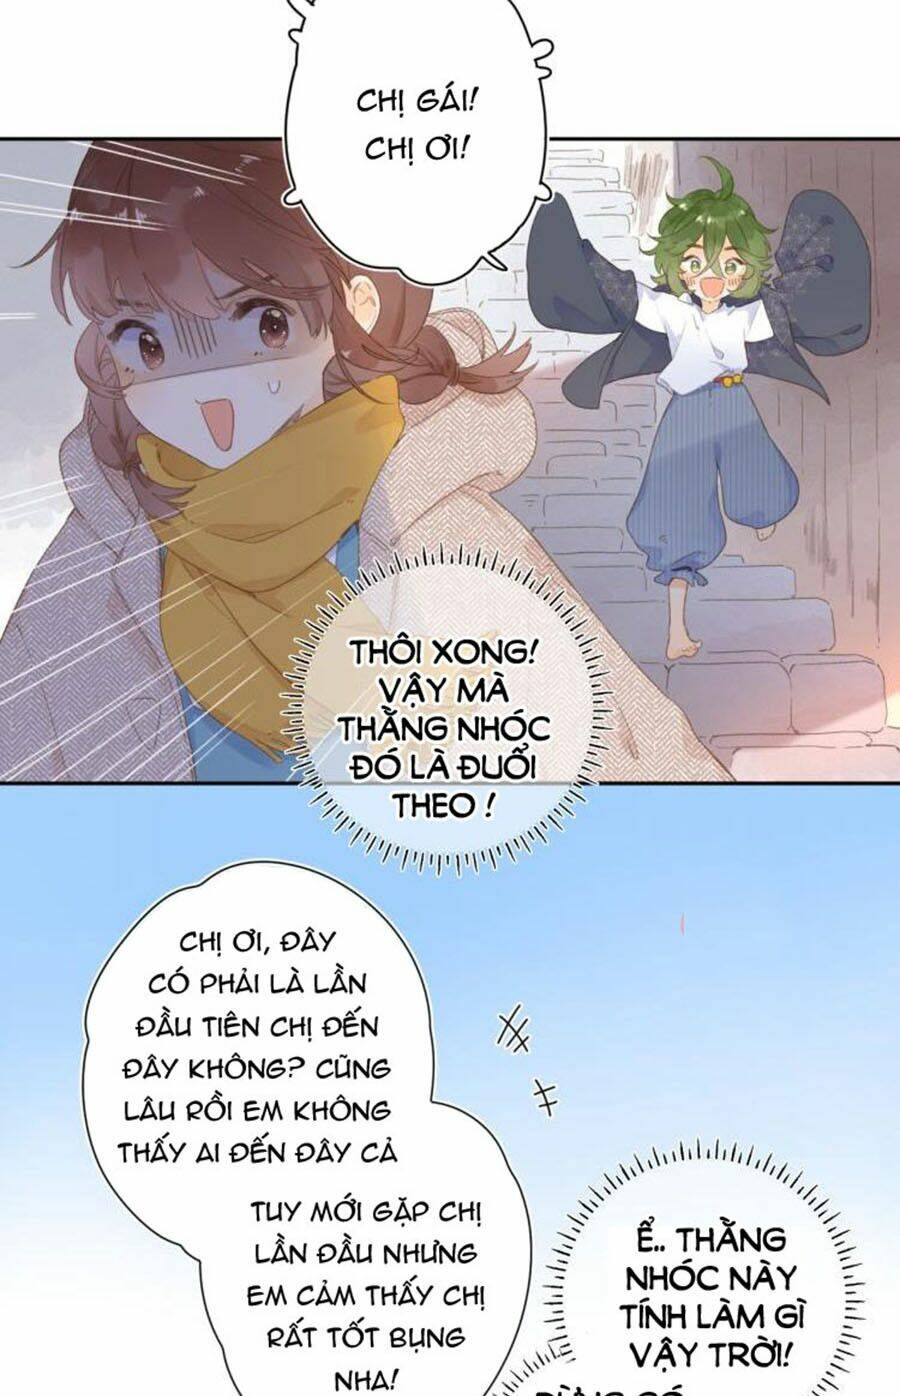 CHỊ GÁI!
CHỊ ƠI!
THÔI XONG!
VẬY MÀ
THẰNG NHÓC
ĐÓ LÀ ĐUỔI
THEO!
CHỊ ƠI, ĐÂY
CÓ PHẢI LÀ LẦN
ĐẦU TIÊN CHỊ ĐẾN
ĐÂY KHÔNG? CŨNG
LÂU RỒI EM KHÔNG
THẤY AI ĐẾN ĐÂY CẢ
TUY MỚI GẶP CHỊ
LẦN ĐẦU NHƯNG
EM CẢM THẤY CHỊ
RẤT TỐT BỤNG
NHA!
Ể.. THẰNG
NHÓC NÀY
TÍNH LÀM GÌ
VẬY TRỜI!